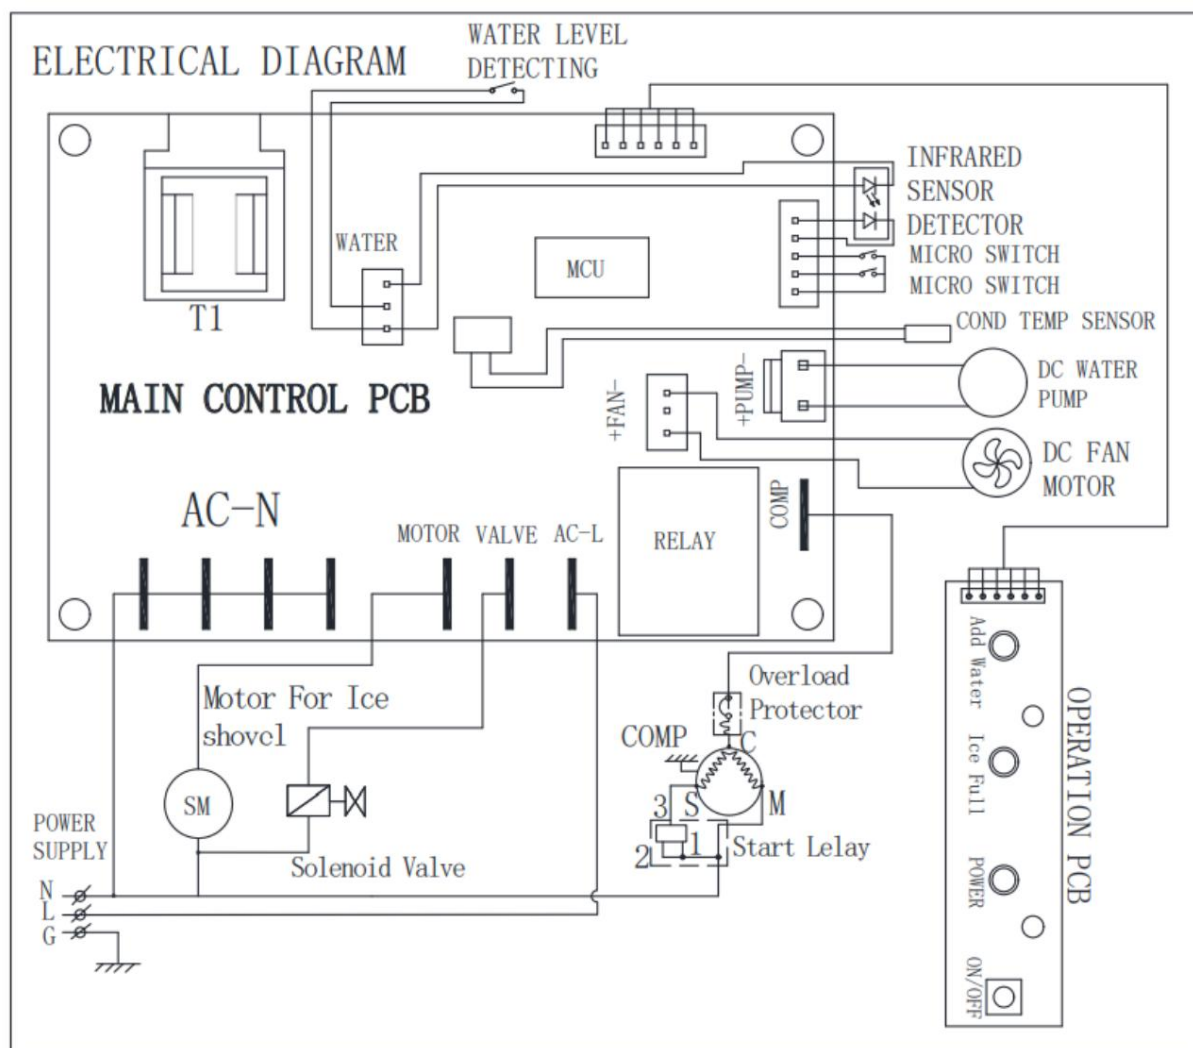 ELECTRICAL DIAGRAM
WATER LEVEL
DETECTING
INFRARED
SENSOR
DETECTOR
MICRO SWITCH
MICRO SWITCH
WATER
MCU
T1
COND TEMP SENSOR
MAIN CONTROL PCB
+FAN-
+PUMP-
DC WATER
PUMP
DC FAN
MOTOR
AC-N
MOTOR
VALVE
AC-L
RELAY
COMP
Motor For Ice
shovcl
Overload
Protector
COMP
C
SM
3
S
M
2
1
Start Lelay
Solenoid Valve
POWER
SUPPLY
N
L
G
Add Water
Ice Full
POWER
ON/OFF
OPERATION PCB